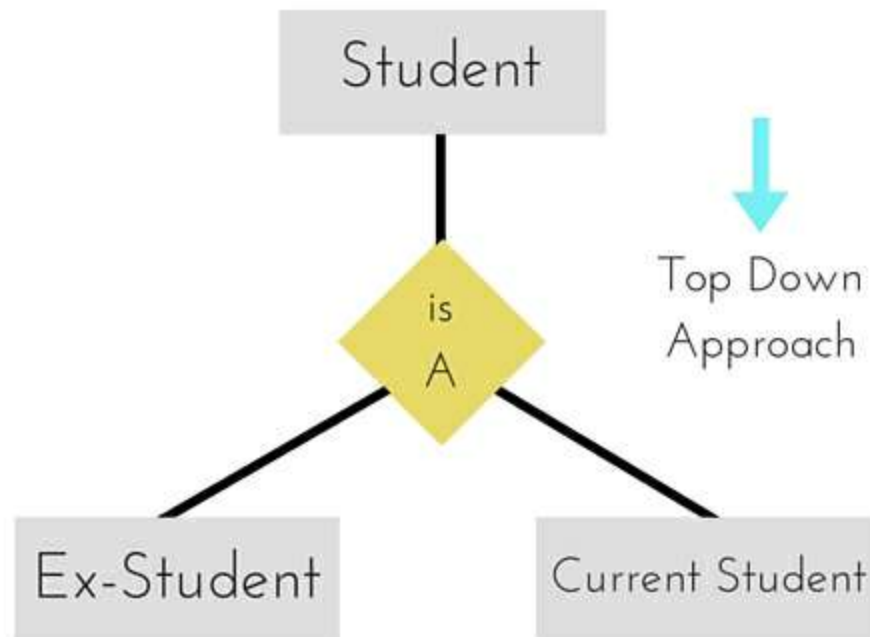 Student
is
A
Top Down
Approach
Ex-Student
Current Student